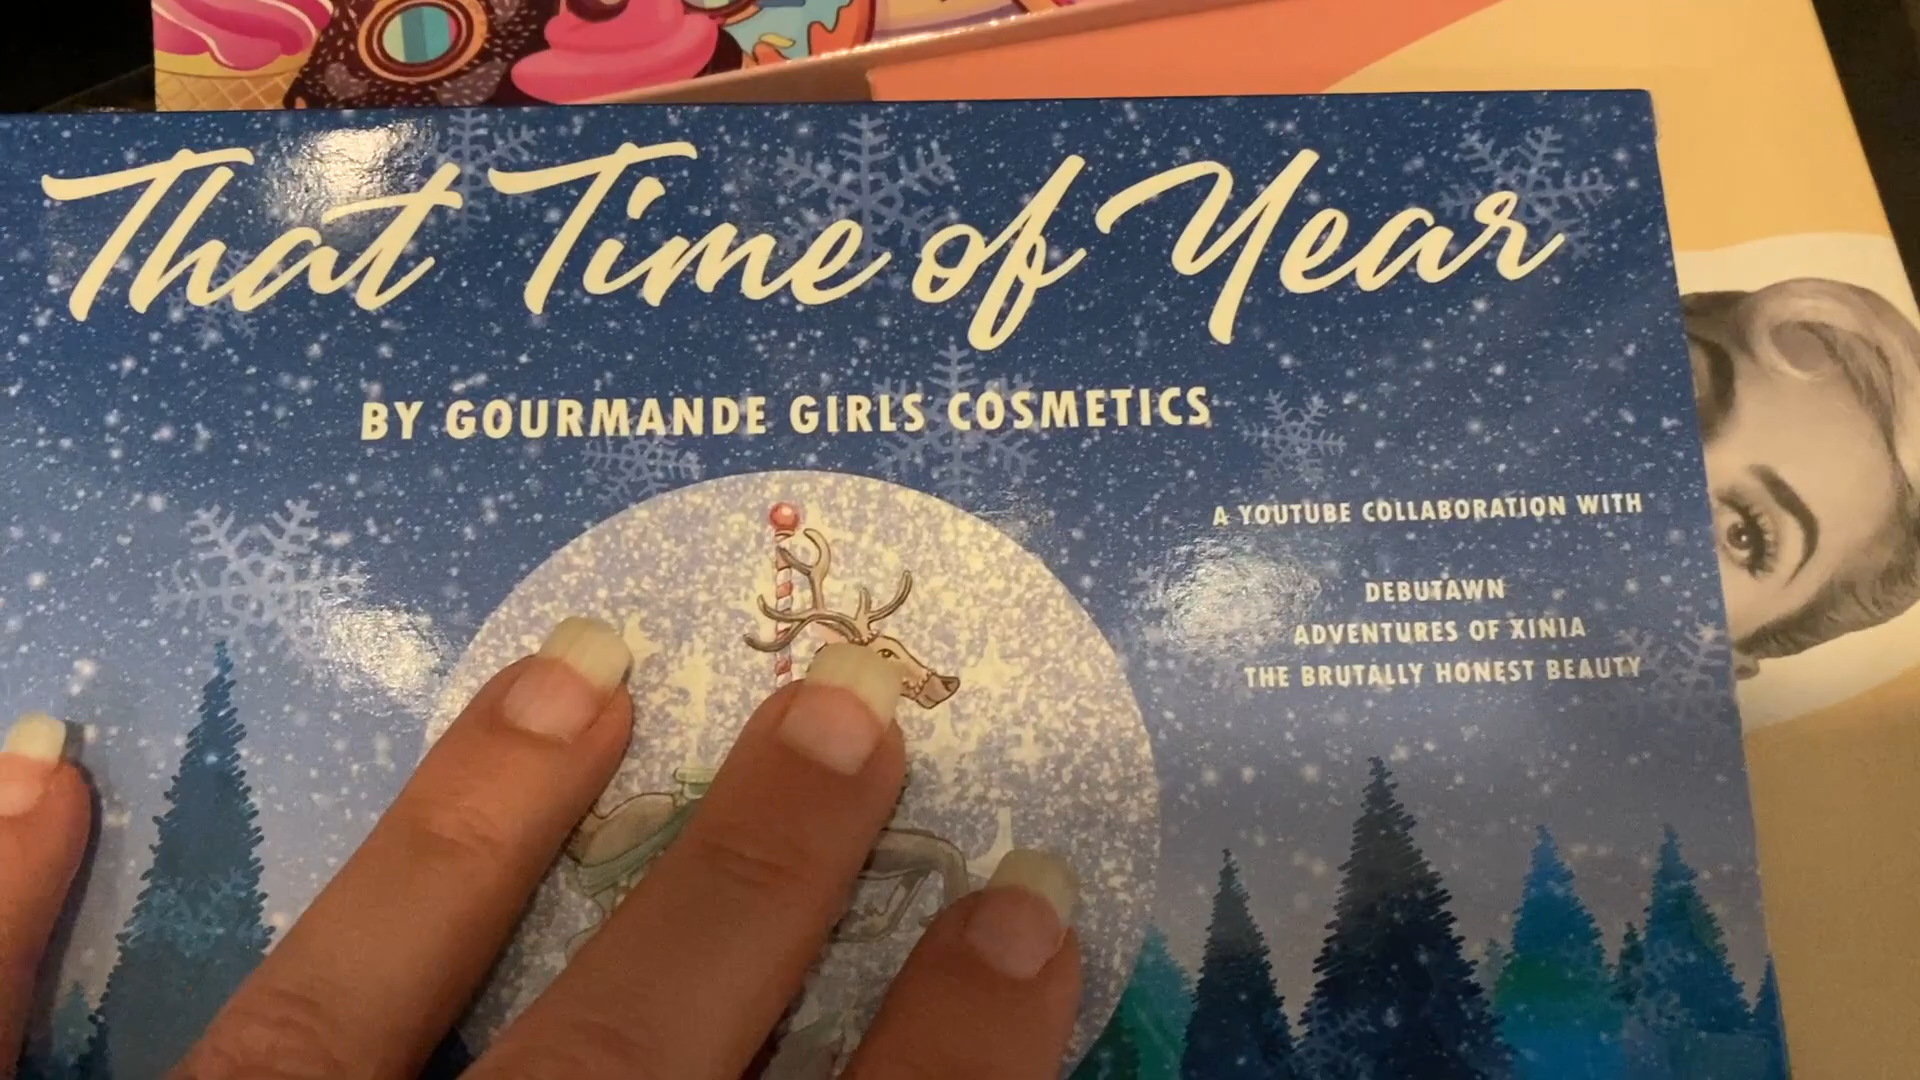 That Time of Year
BY GOURMANDE GIRLS COSMETICS
A YOUTUBE COLLABORATION WITH
DEBUTAWN
ADVENTURES OF XINIA
THE BRUTALLY HONEST BEAUTY